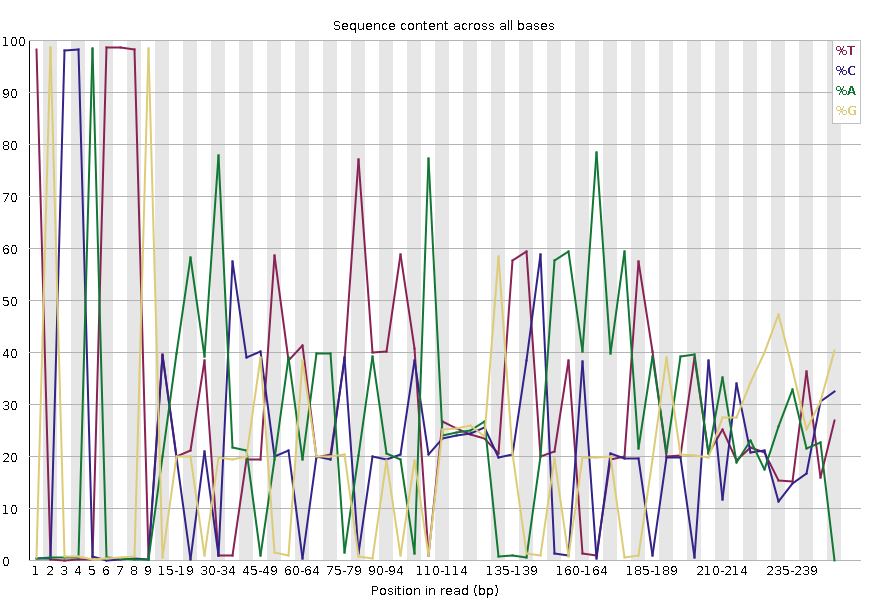 Sequence content across all bases
100
90
80
70
60
50
40
30
20
10
0
%T
%C
%A
%G
1 2 3 4 5 6 7 8 9 15-19 30-34 45-49 60-64 75-79 90-94 110-114 135-139 160-164 185-189 210-214 235-239
Position in read (bp)